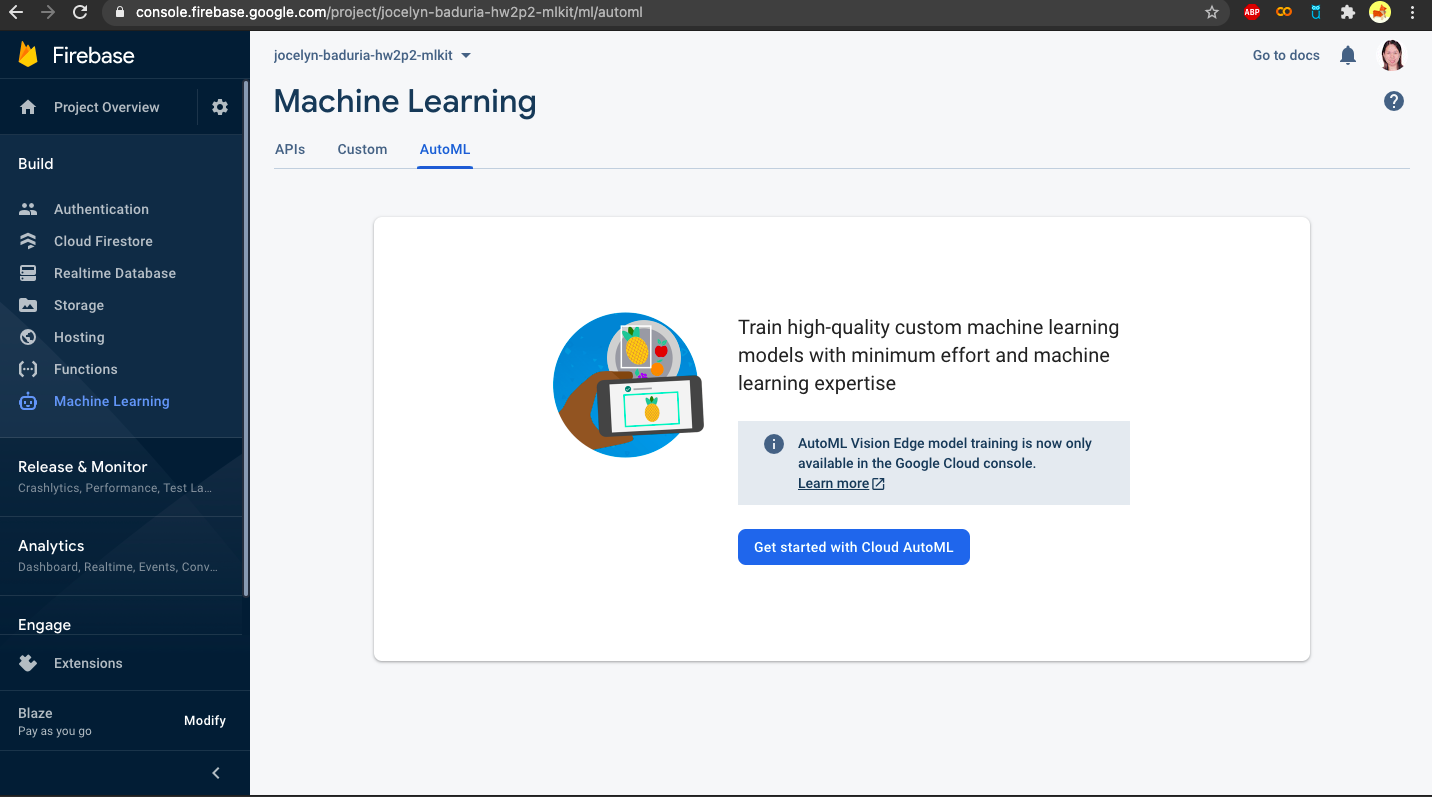 console.firebase.google.com/project/jocelyn-baduria-hw2p2-mlkit/ml/automl
ABP
Firebase
Project Overview
Build
Authentication
Cloud Firestore
Realtime Database
Storage
Hosting
Functions
Machine Learning
Release & Monitor
Crashlytics, Performance, Test La...
Analytics
Dashboard, Realtime, Events, Conv...
Engage
Extensions
Blaze
Pay as you go
Modify
jocelyn-baduria-hw2p2-mlkit
Go to docs
Machine Learning
?
APIs Custom AutoML
Train high-quality custom machine learning
models with minimum effort and machine
learning expertise
i
AutoML Vision Edge model training is now only
available in the Google Cloud console.
Learn more
Get started with Cloud AutoML